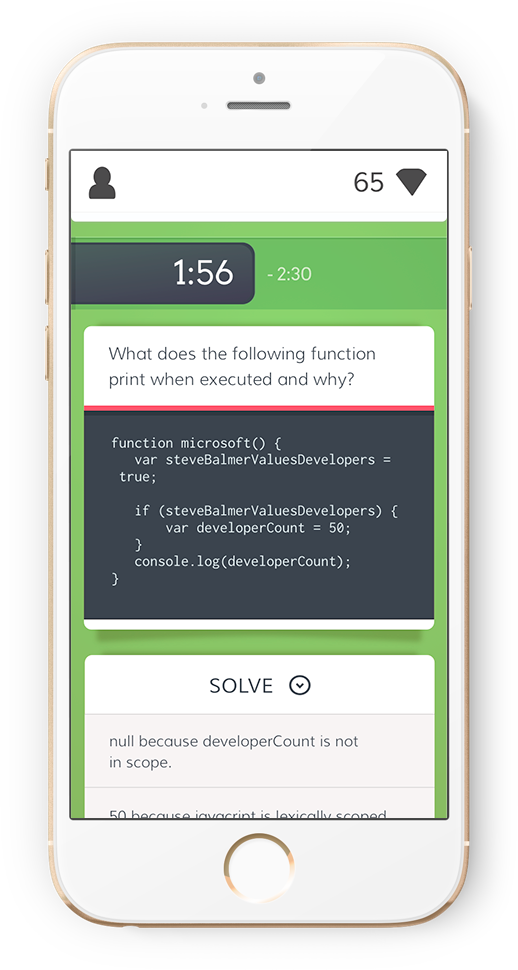 65
1:56
- 2:30
What does the following function
print when executed and why?
function microsoft() {
var steveBalmerValuesDevelopers =
true;
if (steveBalmerValuesDevelopers) {
var developerCount = 50;
}
console.log(developerCount);
}
SOLVE
null because developerCount is not
in scope.
50 because javacript is lexically scoped